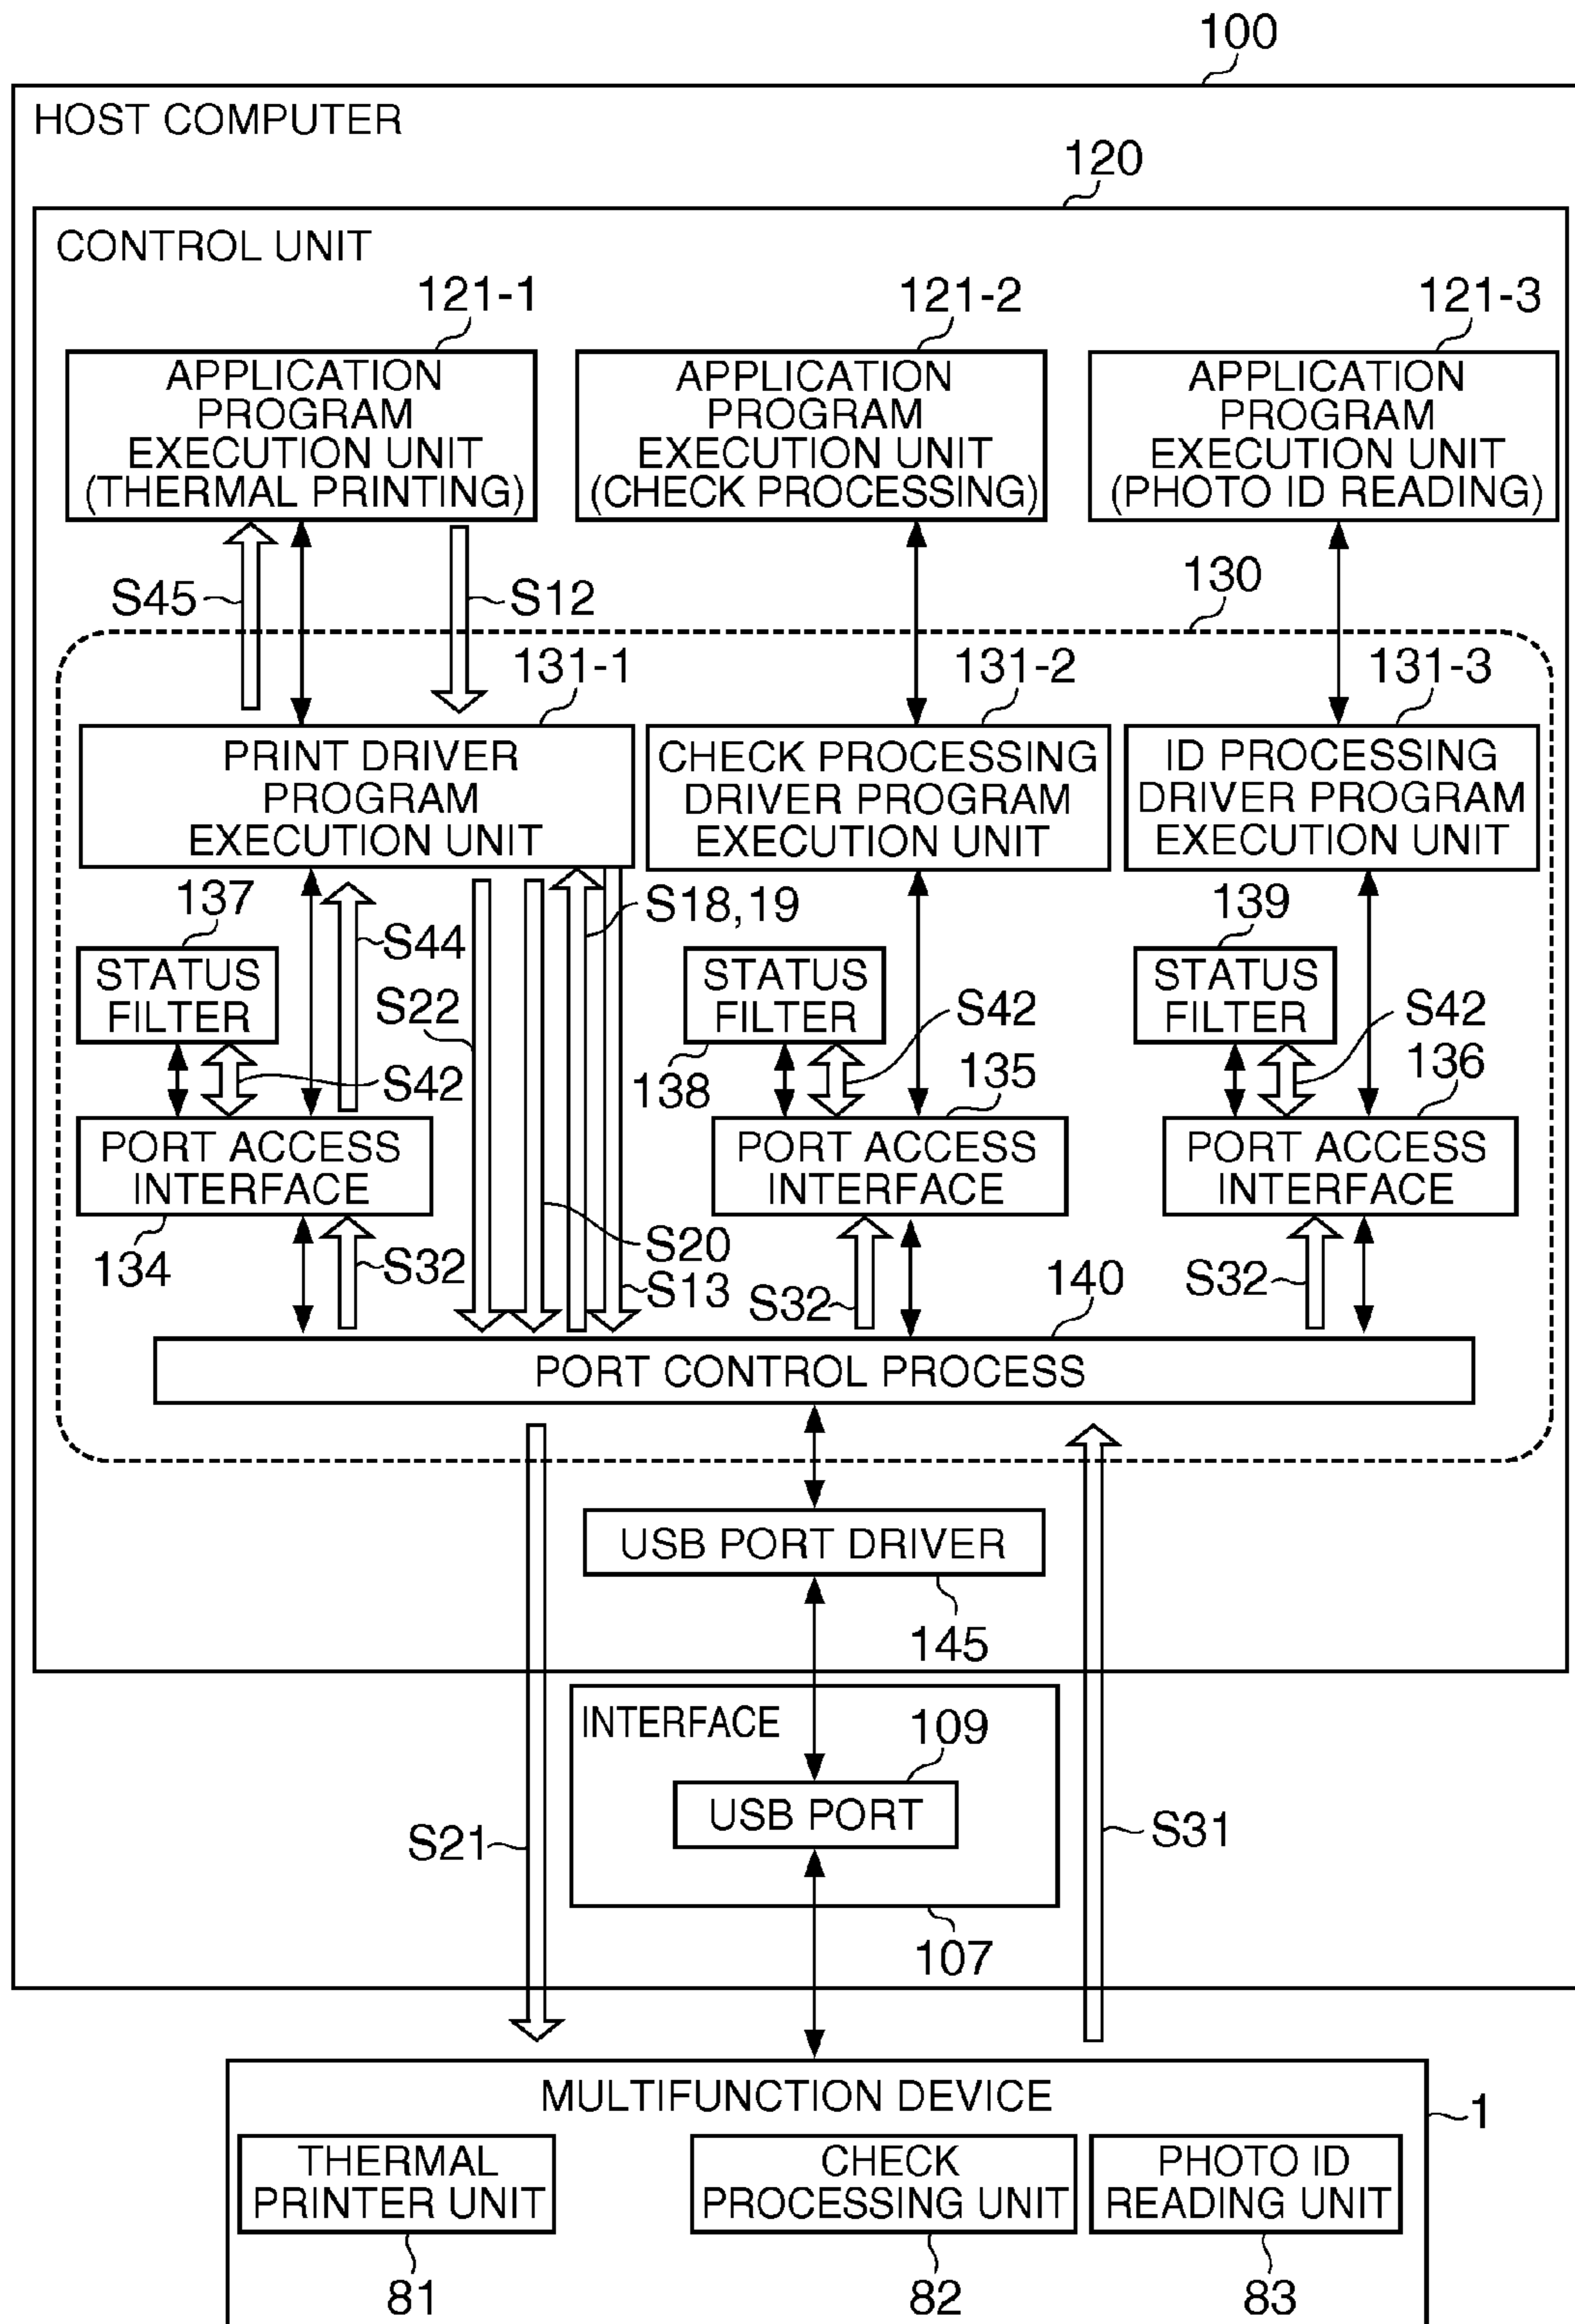 100
HOST COMPUTER
120
CONTROL UNIT
121-1
121-2
121-3
APPLICATION
PROGRAM
EXECUTION UNIT
(THERMAL PRINTING)
APPLICATION
PROGRAM
EXECUTION UNIT
(CHECK PROCESSING)
APPLICATION
PROGRAM
EXECUTION UNIT
(PHOTO ID READING)
S45
S12
130
131-1
131-2
131-3
PRINT DRIVER
PROGRAM
EXECUTION UNIT
CHECK PROCESSING
DRIVER PROGRAM
EXECUTION UNIT
ID PROCESSING
DRIVER PROGRAM
EXECUTION UNIT
137
S44
S18,19
139
STATUS
FILTER
S22
STATUS
FILTER
S42
STATUS
FILTER
S42
S42
138
135
136
PORT ACCESS
INTERFACE
PORT ACCESS
INTERFACE
PORT ACCESS
INTERFACE
134
S32
S20
S13
S32
140
S32
PORT CONTROL PROCESS
USB PORT DRIVER
145
INTERFACE
109
USB PORT
S21
S31
107
MULTIFUNCTION DEVICE
1
THERMAL
PRINTER UNIT
CHECK
PROCESSING UNIT
PHOTO ID
READING UNIT
81
82
83